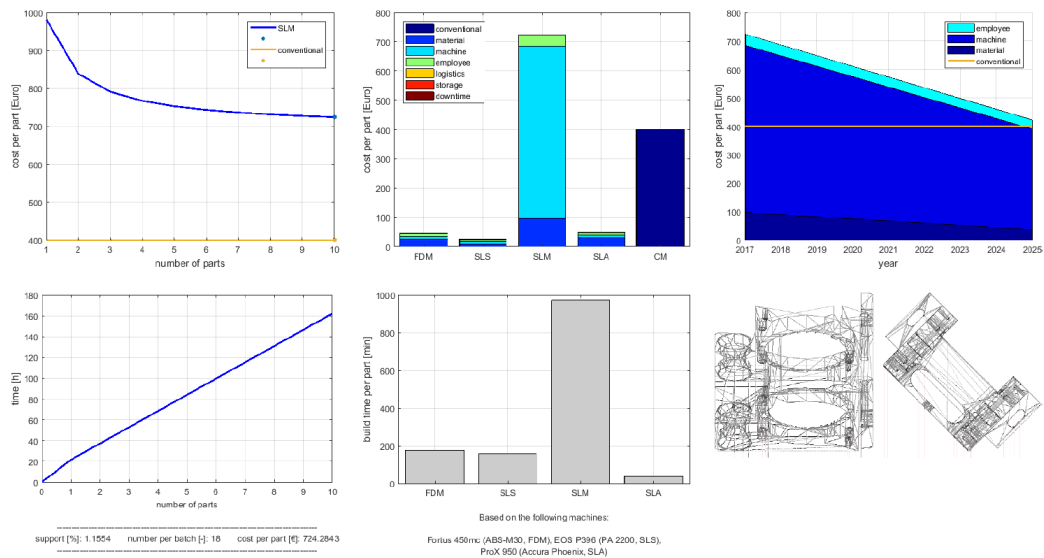 1000
900
800
700
600
500
400
1 2 3 4 5 6 7 8 9 10
number of parts
cost per part [Euro]
SLM
conventional
800
700
600
500
400
300
200
100
0
FDM SLS SLM SLA CM
cost per part [Euro]
conventional
material
machine
employee
logistics
storage
downtime
800
700
600
500
400
300
200
100
0
2017 2018 2019 2020 2021 2022 2023 2024 2025
year
cost per part [Euro]
employee
machine
material
conventional
180
160
140
120
100
80
60
40
20
0
0 1 2 3 4 5 6 7 8 9 10
number of parts
time [h]
1000
800
600
400
200
0
FDM SLS SLM SLA
build time per part [min]
support [%]: 1.1554 number per batch [-]: 18 cost per part [€]: 724.2843
Based on the following machines:
Fortus 450mc (ABS-M30, FDM), EOS P396 (PA 2200, SLS),
ProX 950 (Accura Phoenix, SLA)